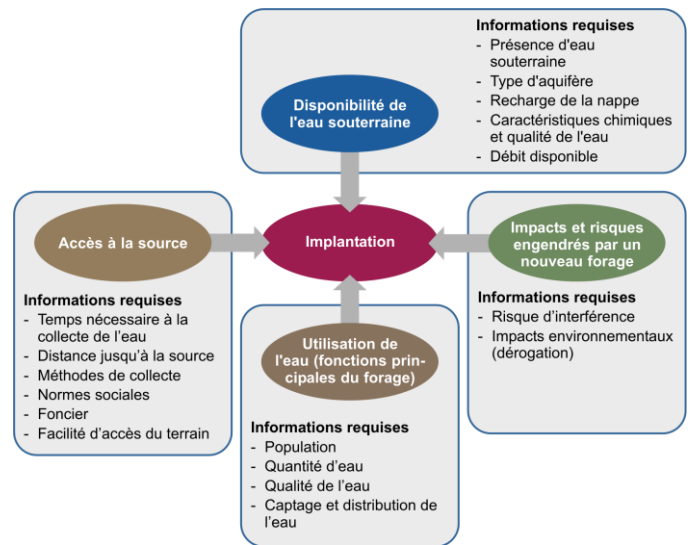 Disponibilité de
l'eau souterraine
Informations requises
- Présence d'eau
souterraine
- Type d'aquifère
- Recharge de la nappe
- Caractéristiques chimiques
et qualité de l'eau
- Débit disponible
Accès à la source
Informations requises
- Temps nécessaire à la
collecte de l’eau
- Distance jusqu’à la source
- Méthodes de collecte
- Normes sociales
- Foncier
- Facilité d’accès du terrain
Implantation
Impacts et risques
engendrés par un
nouveau forage
Informations requises
- Risque d’interférence
- Impacts environmentaux
(dérogation)
Utilisation de
l'eau (fonctions prin-
cipales du forage)
Informations requises
- Population
- Quantité d’eau
- Qualité de l’eau
- Captage et distribution de
l’eau